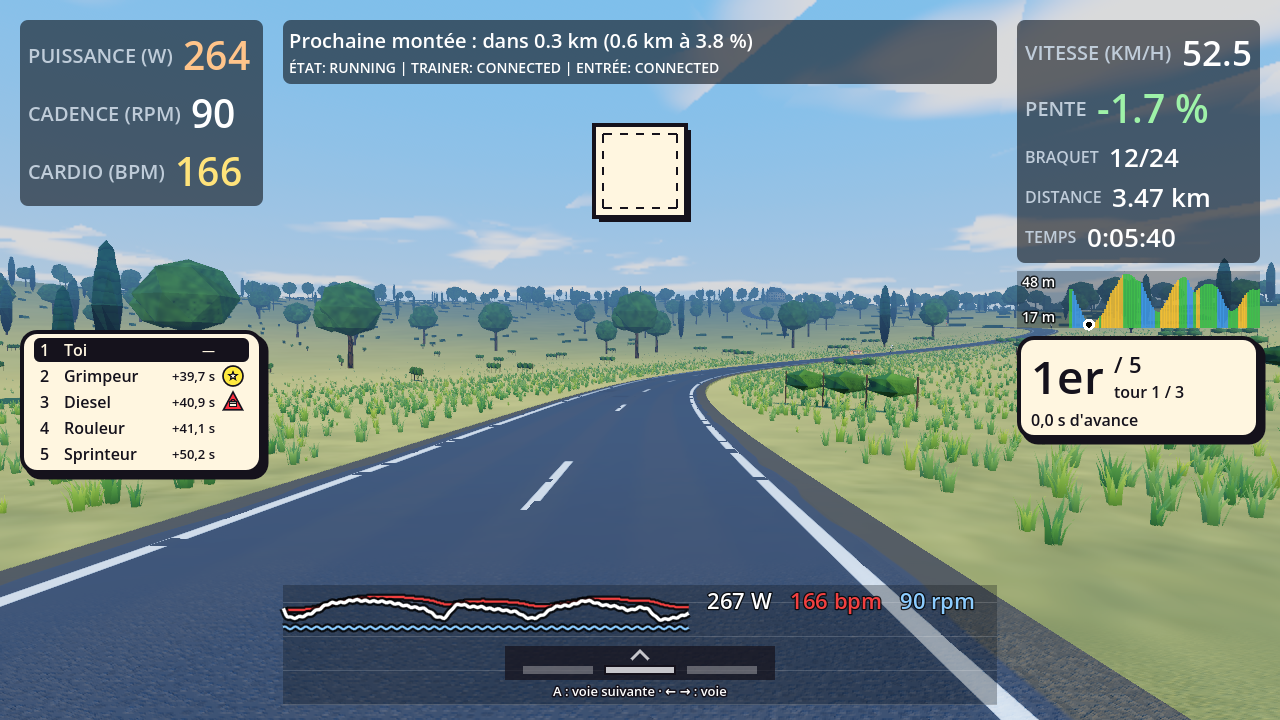 PUISSANCE (W) 264
CADENCE (RPM) 90
CARDIO (BPM) 166
Prochaine montée : dans 0.3 km (0.6 km à 3.8 %)
ÉTAT: RUNNING | TRAINER: CONNECTED | ENTRÉE: CONNECTED
VITESSE (KM/H) 52.5
PENTE -1.7 %
BRAQUET 12/24
DISTANCE 3.47 km
TEMPS 0:05:40
48 m
17 m
1 Toi —
2 Grimpeur +39,7 s
3 Diesel +40,9 s
4 Rouleur +41,1 s
5 Sprinteur +50,2 s
1er / 5
tour 1 / 3
0,0 s d'avance
267 W 166 bpm 90 rpm
A : voie suivante · ← → : voie